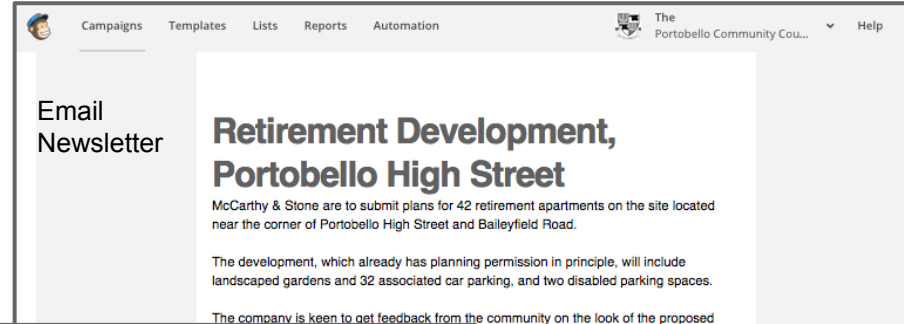 Campaigns Templates Lists Reports Automation
The
Portobello Community Cou... Help
Email
Newsletter
Retirement Development,
Portobello High Street
McCarthy & Stone are to submit plans for 42 retirement apartments on the site located
near the corner of Portobello High Street and Baileyfield Road.
The development, which already has planning permission in principle, will include
landscaped gardens and 32 associated car parking, and two disabled parking spaces.
The company is keen to get feedback from the community on the look of the proposed